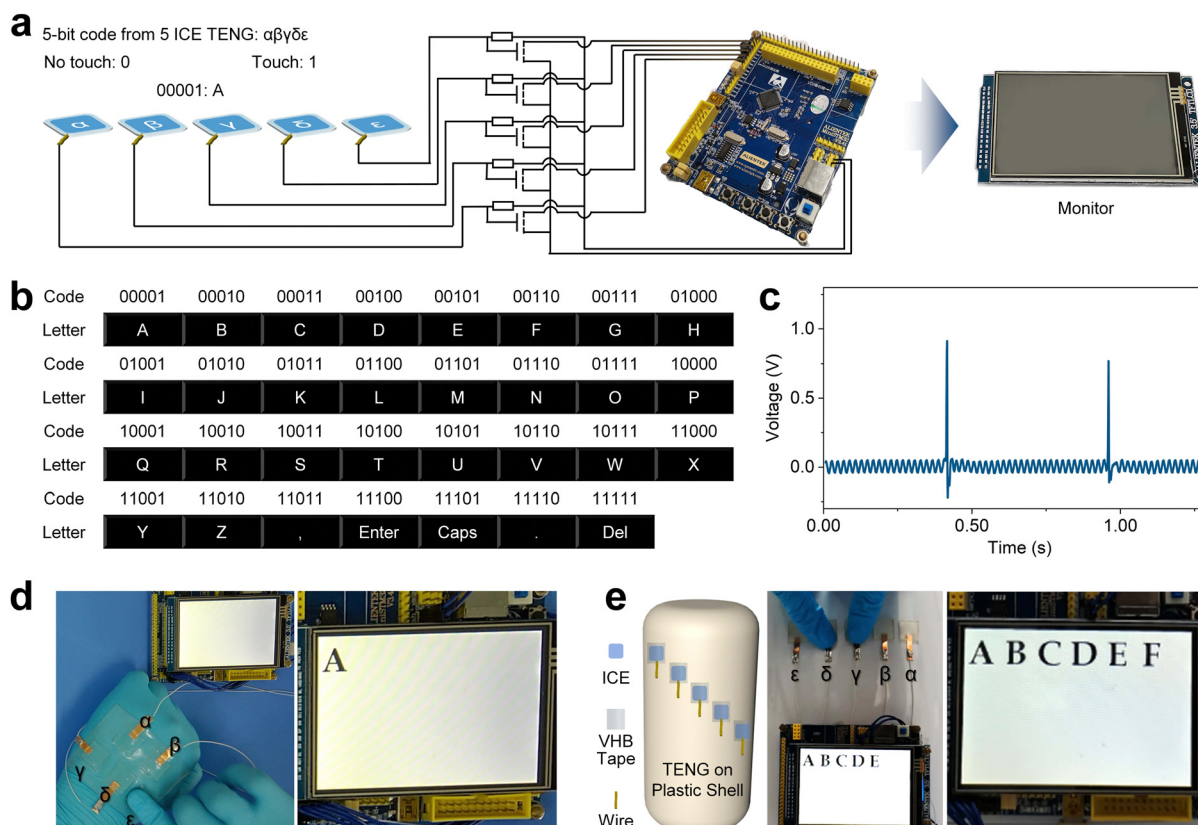 a
5-bit code from 5 ICE TENG: αβγδε
No touch: 0 Touch: 1
00001: A
α β γ δ ε
ALIENTEK
Monitor
b
Code 00001 00010 00011 00100 00101 00110 00111 01000
Letter A B C D E F G H
Code 01001 01010 01011 01100 01101 01110 01111 10000
Letter I J K L M N O P
Code 10001 10010 10011 10100 10101 10110 10111 11000
Letter Q R S T U V W X
Code 11001 11010 11011 11100 11101 11110 11111
Letter Y Z , Enter Caps . Del
c
Voltage (V)
1.0
0.5
0.0
0.00 0.50 1.00
Time (s)
d
α
β
γ
δ
ε
A
e
ICE
VHB
Tape
Wire
TENG on
Plastic Shell
ε δ γ β α
A B C D E
A B C D E F